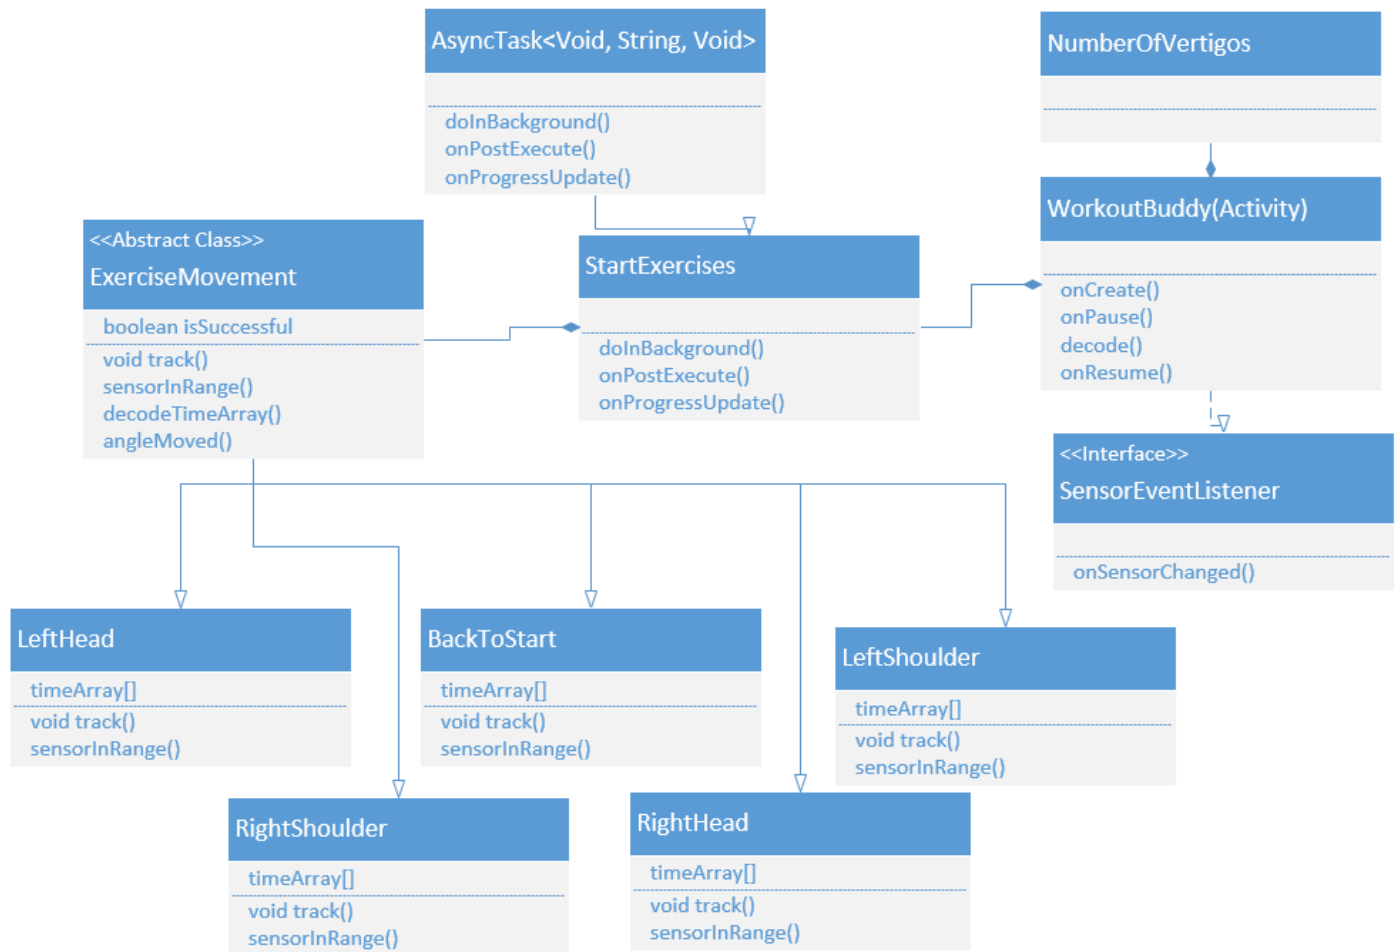 AsyncTask<Void, String, Void>
doInBackground()
onPostExecute()
onProgressUpdate()
NumberOfVertigos
WorkoutBuddy(Activity)
onCreate()
onPause()
decode()
onResume()
<<Abstract Class>>
ExerciseMovement
boolean isSuccessful
void track()
sensorInRange()
decodeTimeArray()
angleMoved()
StartExercises
doInBackground()
onPostExecute()
onProgressUpdate()
<<Interface>>
SensorEventListener
onSensorChanged()
LeftHead
timeArray[]
void track()
sensorInRange()
BackToStart
timeArray[]
void track()
sensorInRange()
LeftShoulder
timeArray[]
void track()
sensorInRange()
RightShoulder
timeArray[]
void track()
sensorInRange()
RightHead
timeArray[]
void track()
sensorInRange()